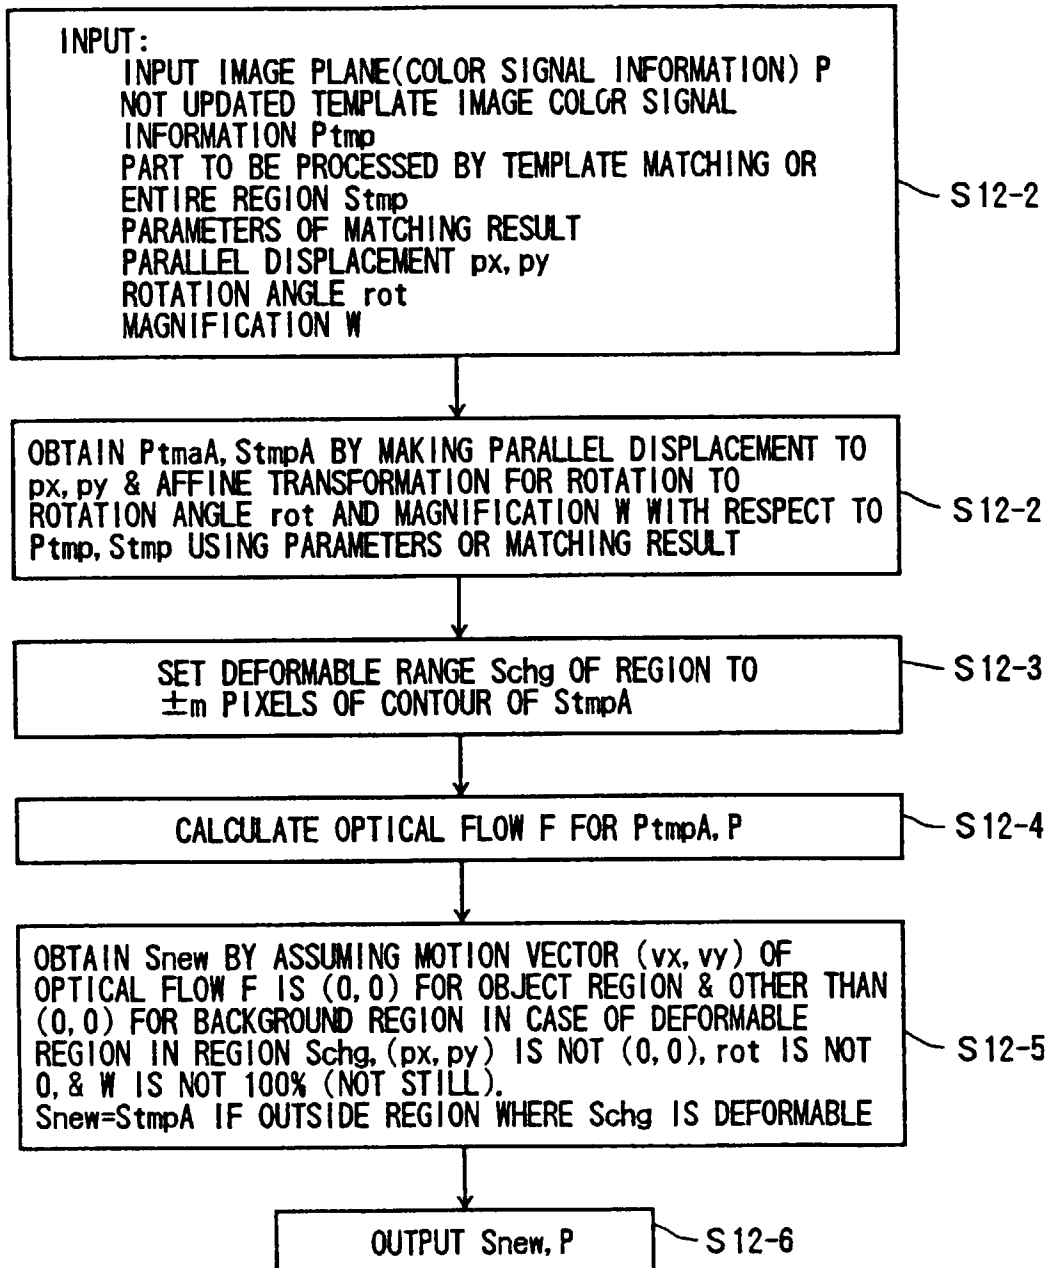 INPUT:
INPUT IMAGE PLANE(COLOR SIGNAL INFORMATION) P
NOT UPDATED TEMPLATE IMAGE COLOR SIGNAL
INFORMATION Ptmp
PART TO BE PROCESSED BY TEMPLATE MATCHING OR
ENTIRE REGION Stmp
PARAMETERS OF MATCHING RESULT
PARALLEL DISPLACEMENT px, py
ROTATION ANGLE rot
MAGNIFICATION W
S12-2
OBTAIN PtmaA, StmpA BY MAKING PARALLEL DISPLACEMENT TO
px, py & AFFINE TRANSFORMATION FOR ROTATION TO
ROTATION ANGLE rot AND MAGNIFICATION W WITH RESPECT TO
Ptmp, Stmp USING PARAMETERS OR MATCHING RESULT
S12-2
SET DEFORMABLE RANGE Schg OF REGION TO
±m PIXELS OF CONTOUR OF StmpA
S12-3
CALCULATE OPTICAL FLOW F FOR PtmpA, P
S12-4
OBTAIN Snew BY ASSUMING MOTION VECTOR (vx, vy) OF
OPTICAL FLOW F IS (0, 0) FOR OBJECT REGION & OTHER THAN
(0, 0) FOR BACKGROUND REGION IN CASE OF DEFORMABLE
REGION IN REGION Schg, (px, py) IS NOT (0, 0), rot IS NOT
0, & W IS NOT 100% (NOT STILL).
Snew=StmpA IF OUTSIDE REGION WHERE Schg IS DEFORMABLE
S12-5
OUTPUT Snew, P
S12-6